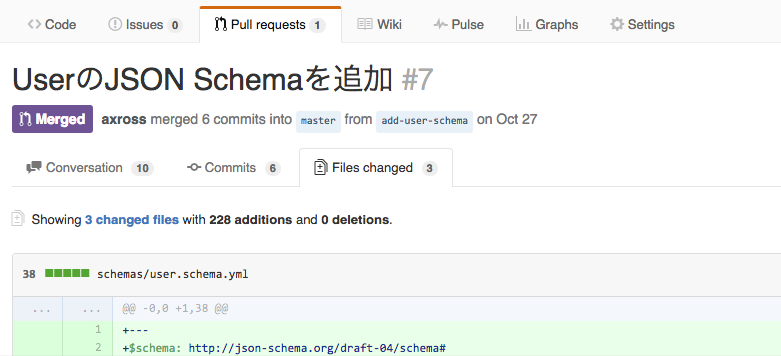 Code Issues 0 Pull requests 1 Wiki Pulse Graphs Settings
UserのJSON Schemaを追加 #7
Merged axross merged 6 commits into master from add-user-schema on Oct 27
Conversation 10 Commits 6 Files changed 3
Showing 3 changed files with 228 additions and 0 deletions.
38 schemas/user.schema.yml
... ... @@ -0,0 +1,38 @@
1 +---
2 +$schema: http://json-schema.org/draft-04/schema#